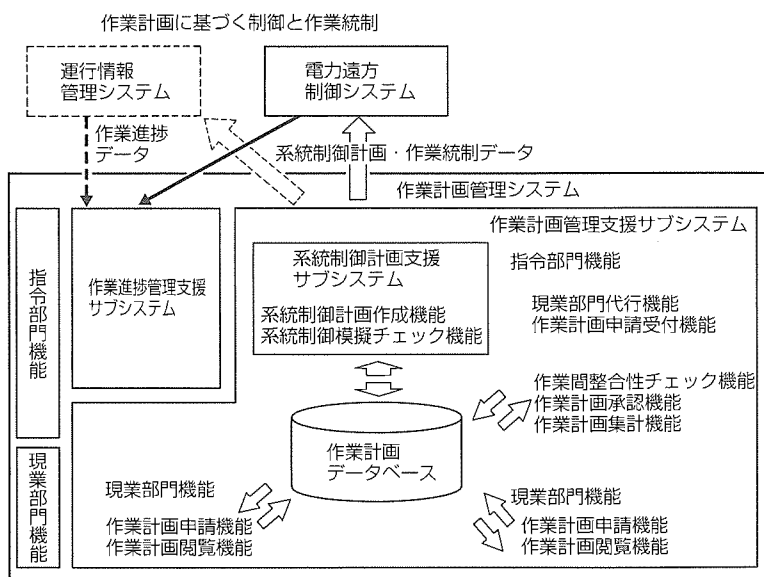 作業計画に基づく制御と作業統制
運行情報
管理システム
電力遠方
制御システム
作業進捗
データ
系統制御計画・作業統制データ
作業計画管理システム
作業計画管理支援サブシステム
指令部門機能
作業進捗管理支援
サブシステム
系統制御計画支援
サブシステム
系統制御計画作成機能
系統制御模擬チェック機能
指令部門機能
現業部門代行機能
作業計画申請受付機能
作業間整合性チェック機能
作業計画承認機能
作業計画集計機能
作業計画
データベース
現業部門機能
現業部門機能
作業計画申請機能
作業計画閲覧機能
現業部門機能
作業計画申請機能
作業計画閲覧機能